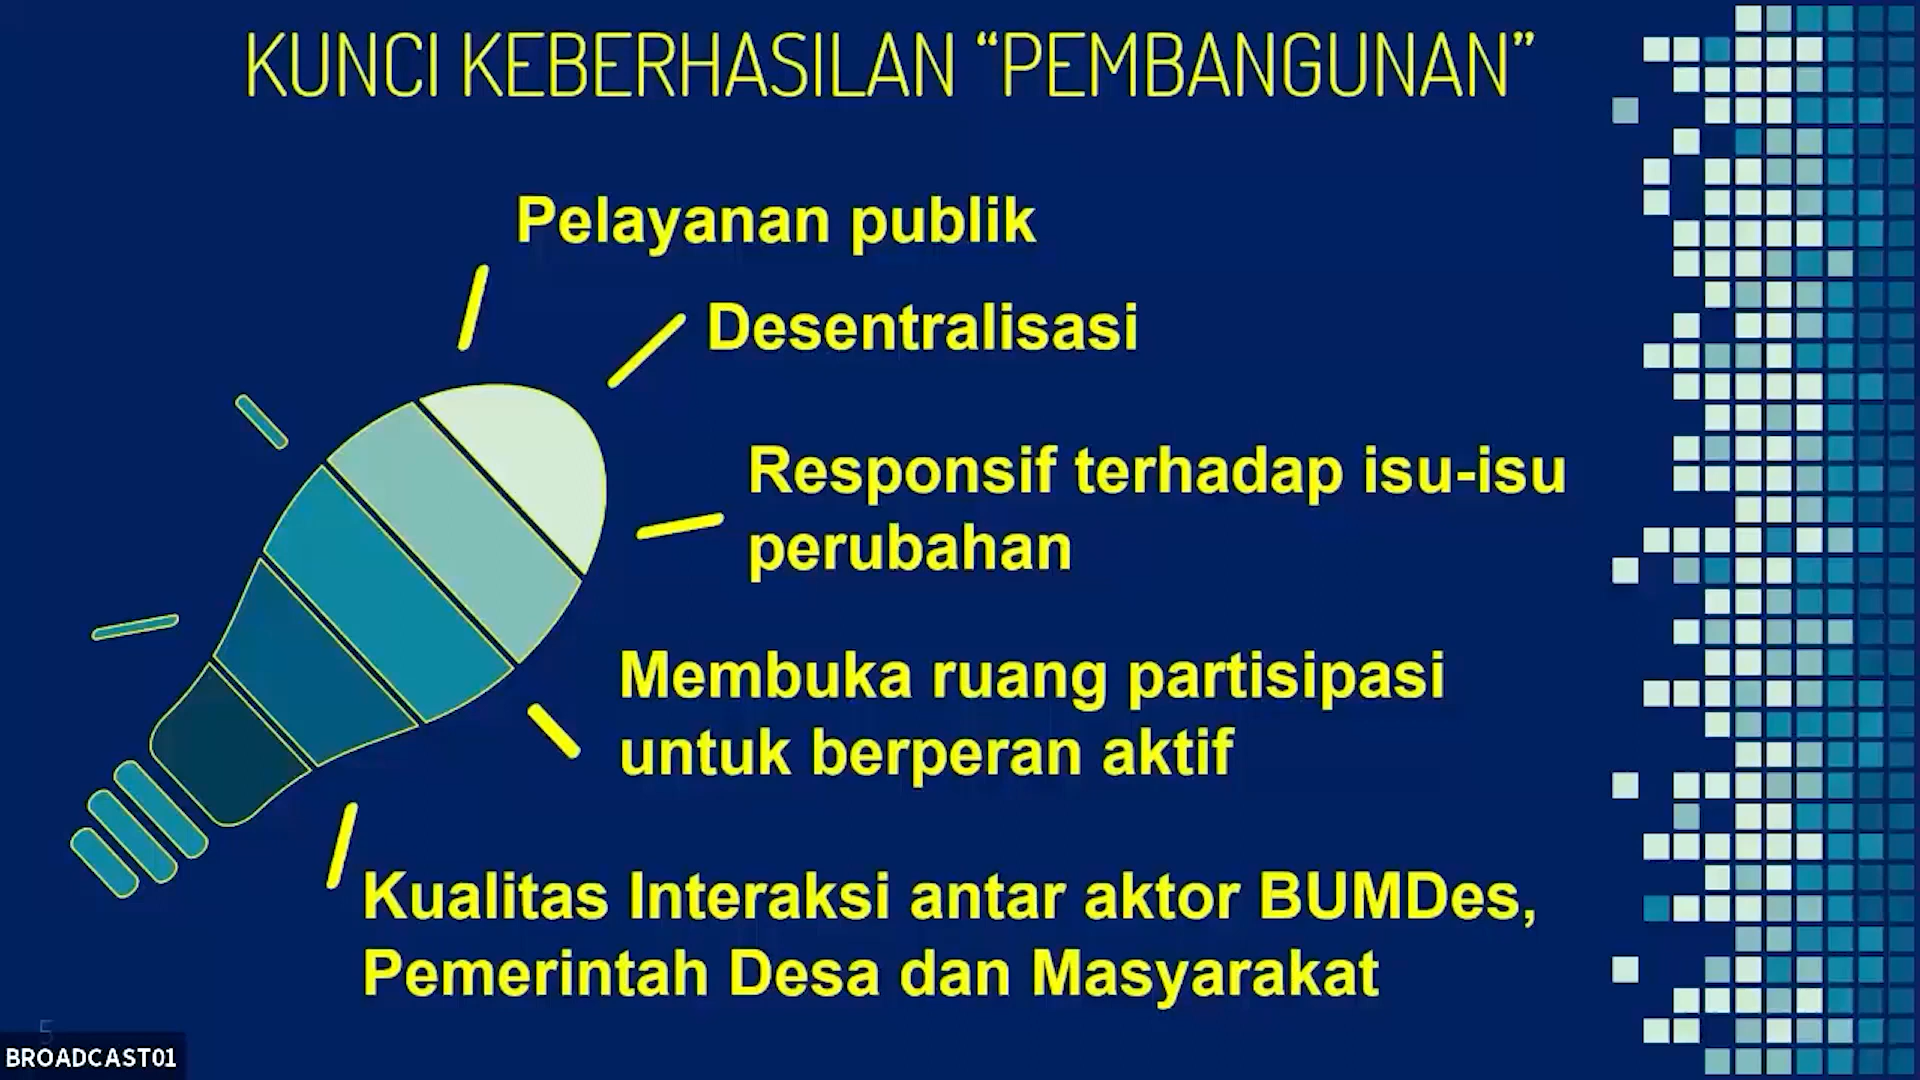 KUNCI KEBERHASILAN “PEMBANGUNAN”
Pelayanan publik
Desentralisasi
Responsif terhadap isu-isu
perubahan
Membuka ruang partisipasi
untuk berperan aktif
Kualitas Interaksi antar aktor BUMDes,
Pemerintah Desa dan Masyarakat
5
BROADCAST01